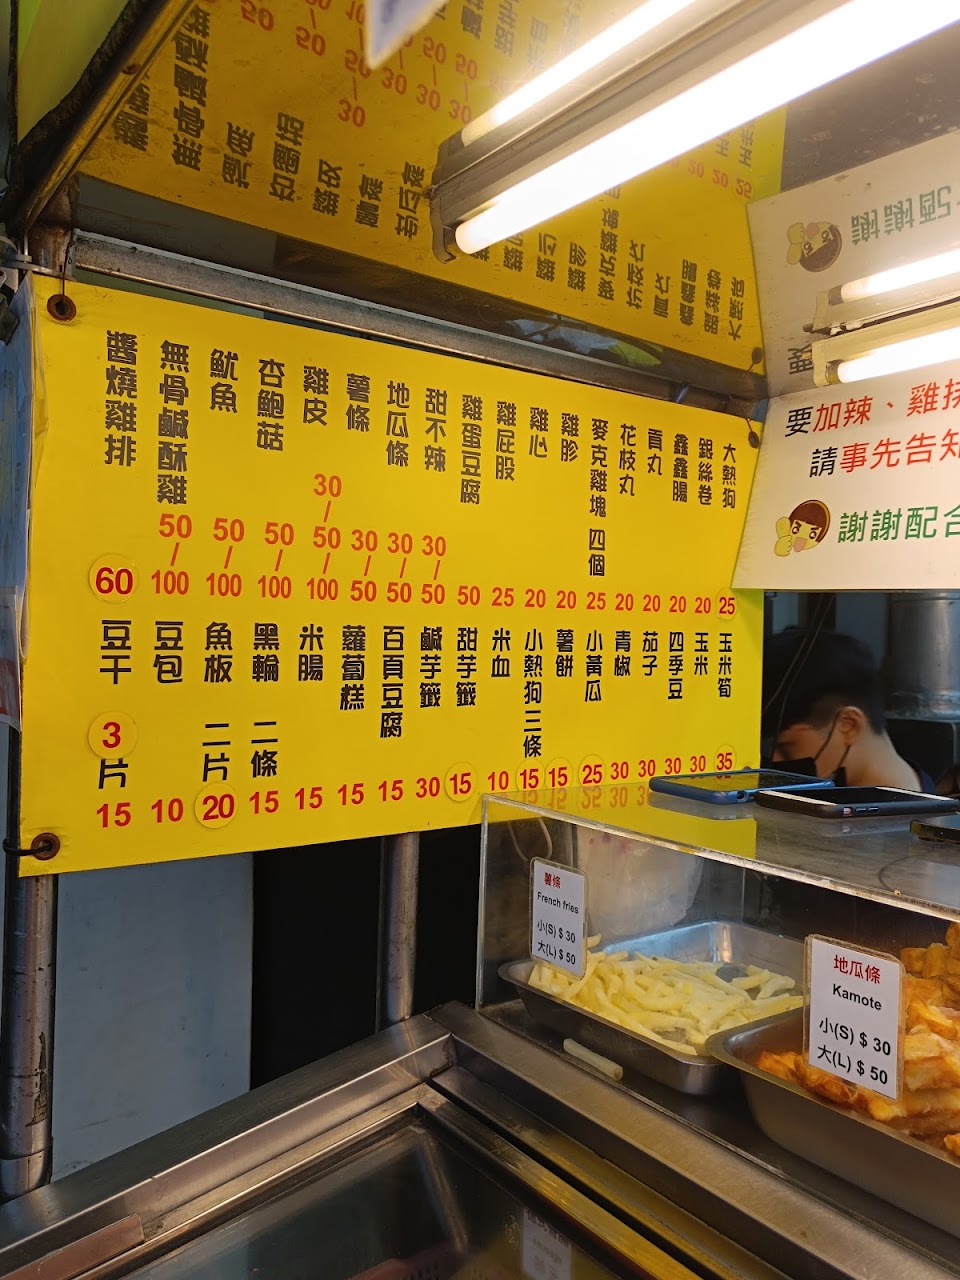 醬燒雞排 60
無骨鹹酥雞 50/100
魷魚 50/100
杏鮑菇 50/100
雞皮 30/50/100
薯條 30/50
地瓜條 30/50
甜不辣 30/50
雞蛋豆腐 50
雞屁股 25
雞心 20
雞胗 20
麥克雞塊 四個 25
花枝丸 20
貢丸 20
鑫鑫腸 20
銀絲卷 20
大熱狗 25
豆干 3片 15
豆包 10
魚板 二片 20
黑輪 二條 15
米腸 15
蘿蔔糕 15
百頁豆腐 15
鹹芋籤 30
甜芋籤 15
米血 10
小熱狗三條 15
薯餅 15
小黃瓜 25
青椒 30
茄子 30
四季豆 30
玉米 30
玉米筍 35
要加辣、雞排
請事先告知
謝謝配合
薯條
French fries
小(S) $ 30
大(L) $ 50
地瓜條
Kamote
小(S) $ 30
大(L) $ 50